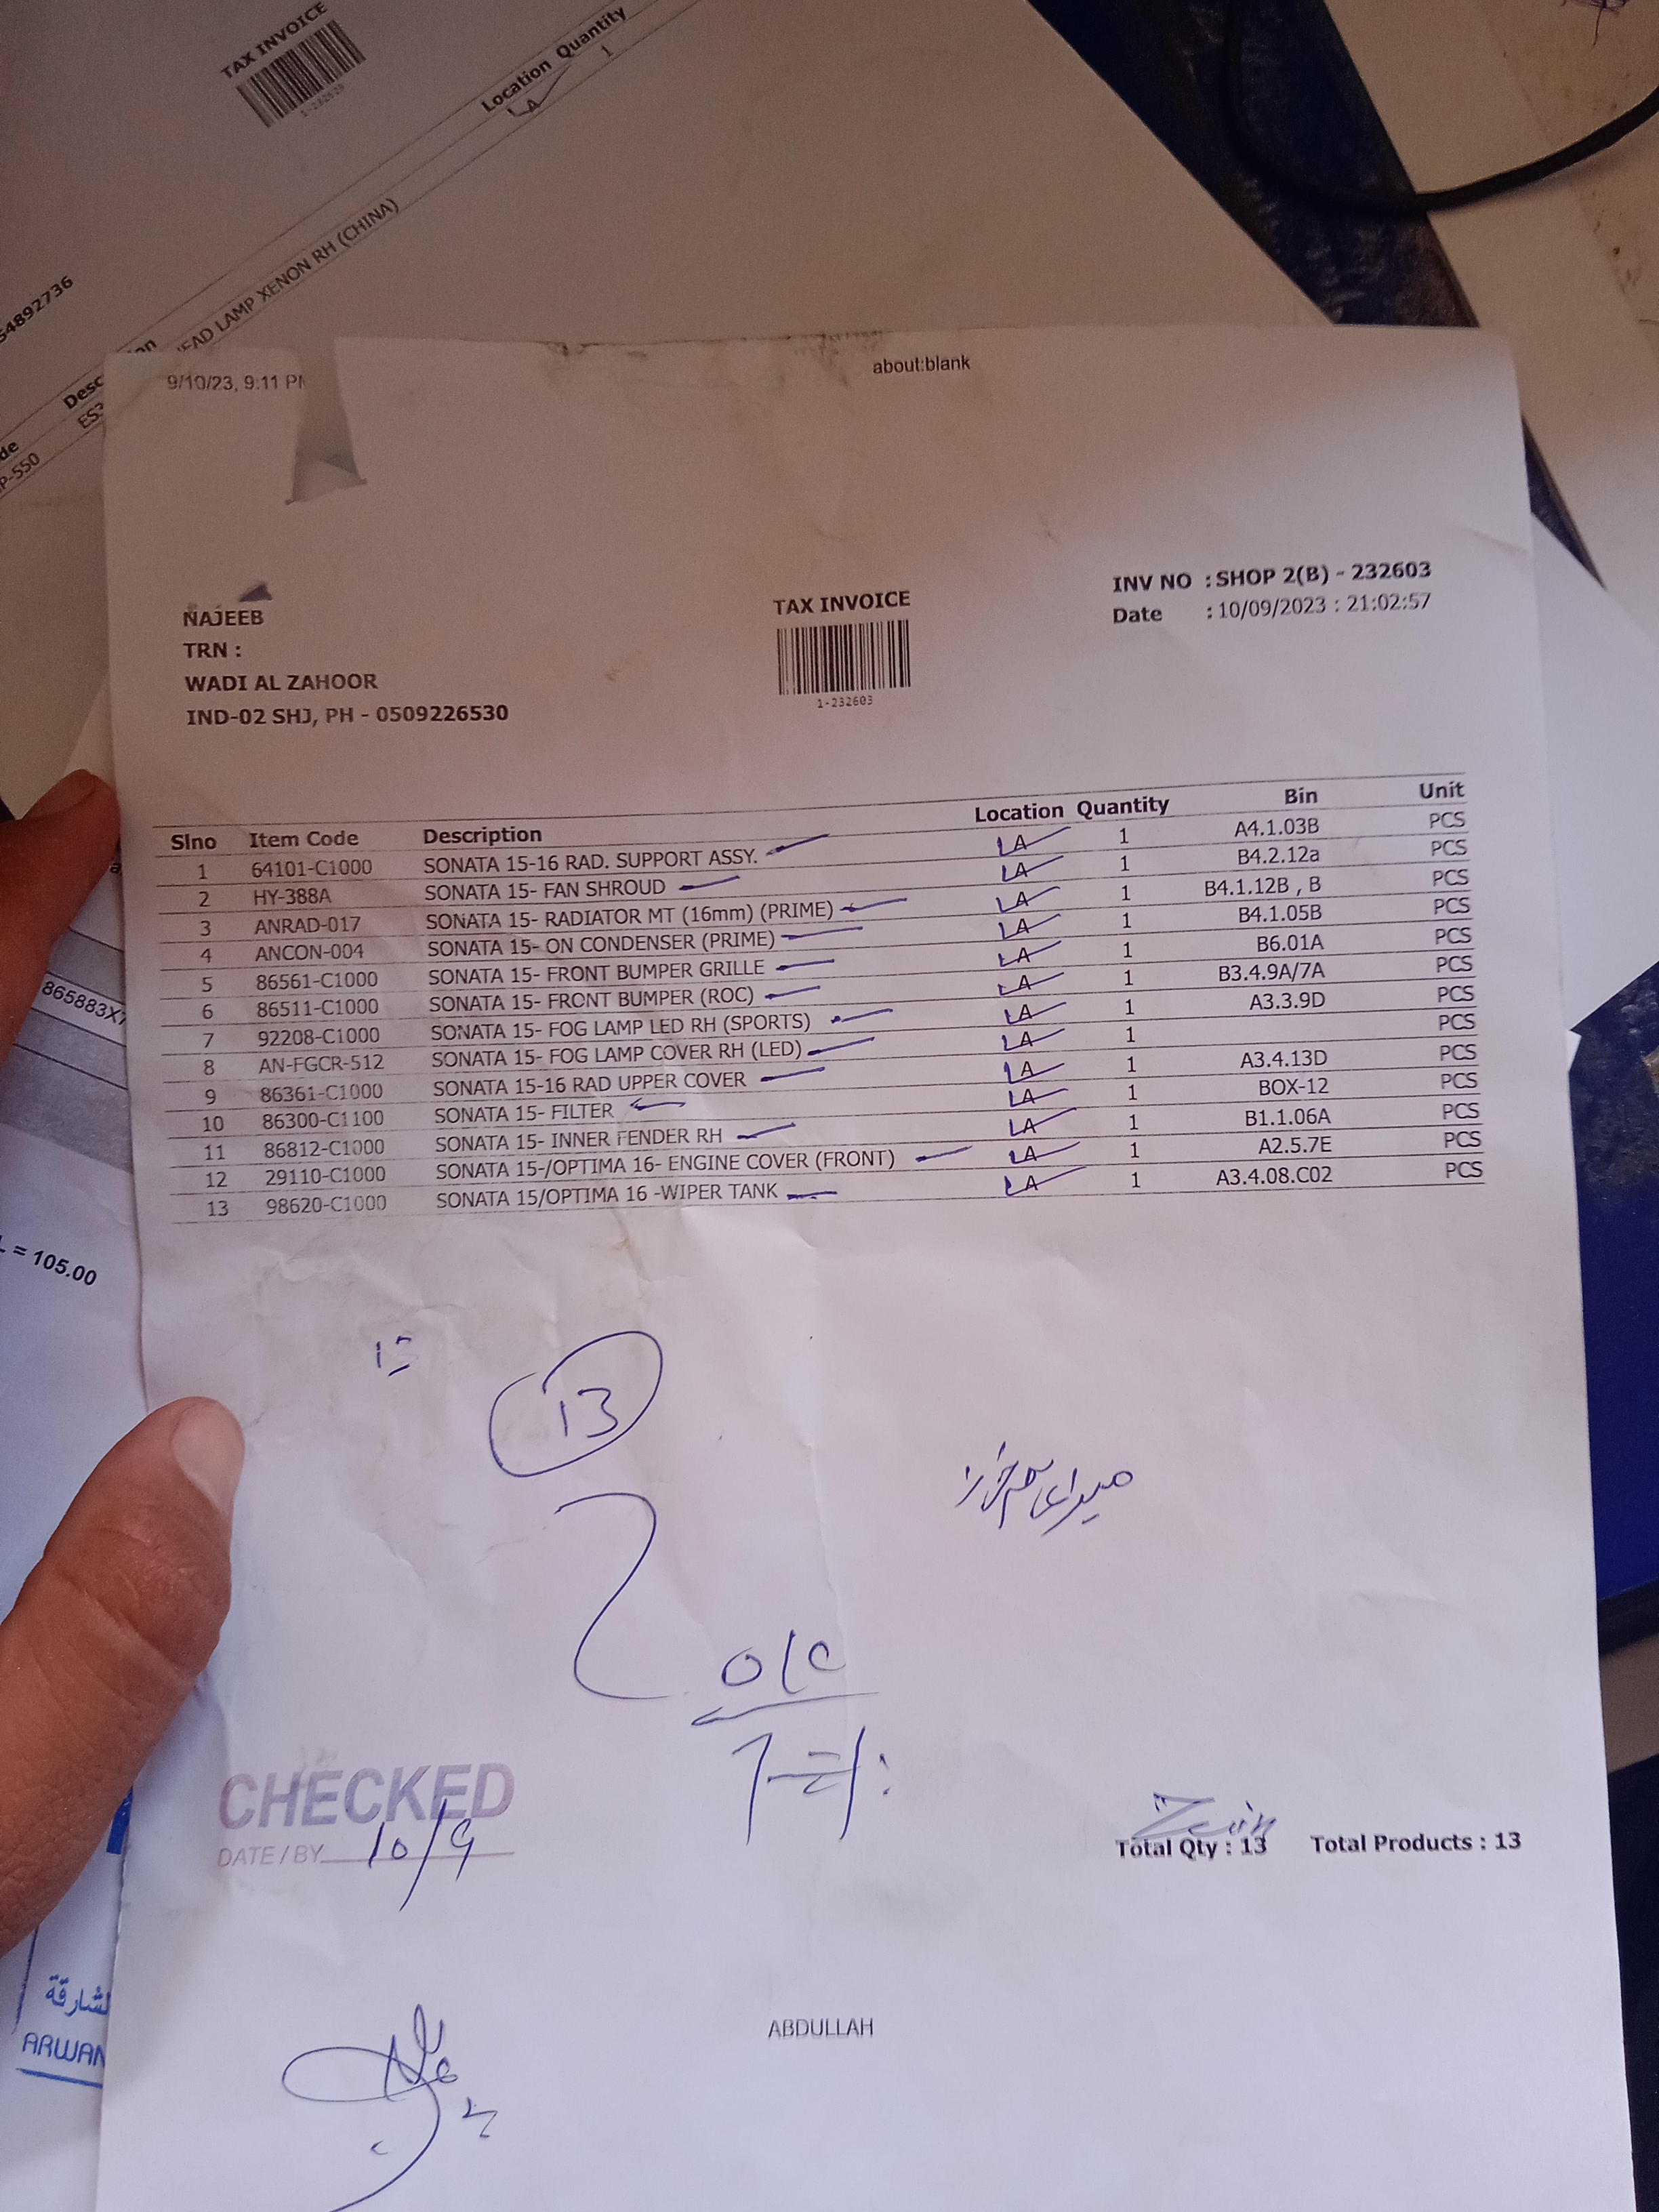 TAX INVOICE
1-232629
Location Quantity
LA 1
EAD LAMP XENON RH (CHINA)
54892736
Desc
P-550 ES3
9/10/23, 9:11 PM
about:blank
NAJEEB
TRN :
WADI AL ZAHOOR
IND-02 SHJ, PH - 0509226530
TAX INVOICE
1-232603
INV NO : SHOP 2(B) - 232603
Date : 10/09/2023 : 21:02:57
Slno Item Code Description Location Quantity Bin Unit
1 64101-C1000 SONATA 15-16 RAD. SUPPORT ASSY. LA 1 A4.1.03B PCS
2 HY-388A SONATA 15- FAN SHROUD LA 1 B4.2.12a PCS
3 ANRAD-017 SONATA 15- RADIATOR MT (16mm) (PRIME) LA 1 B4.1.12B , B PCS
4 ANCON-004 SONATA 15- ON CONDENSER (PRIME) LA 1 B4.1.05B PCS
5 86561-C1000 SONATA 15- FRONT BUMPER GRILLE LA 1 B6.01A PCS
6 86511-C1000 SONATA 15- FRONT BUMPER (ROC) LA 1 B3.4.9A/7A PCS
7 92208-C1000 SONATA 15- FOG LAMP LED RH (SPORTS) LA 1 A3.3.9D PCS
8 AN-FGCR-512 SONATA 15- FOG LAMP COVER RH (LED) LA 1 PCS
9 86361-C1000 SONATA 15-16 RAD UPPER COVER LA 1 A3.4.13D PCS
10 86300-C1100 SONATA 15- FILTER LA 1 BOX-12 PCS
11 86812-C1000 SONATA 15- INNER FENDER RH LA 1 B1.1.06A PCS
12 29110-C1000 SONATA 15-/OPTIMA 16- ENGINE COVER (FRONT) LA 1 A2.5.7E PCS
13 98620-C1000 SONATA 15/OPTIMA 16 -WIPER TANK LA 1 A3.4.08.C02 PCS
865883X7
L = 105.00
13
CHECKED
DATE/BY 10/9
Total Qty : 13 Total Products : 13
ABDULLAH
لشارقة
ARWAN